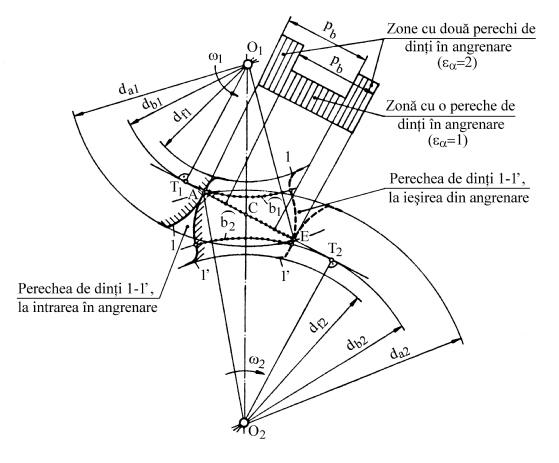 Zone cu două perechi de
dinți în angrenare
(εα=2)
Zonă cu o pereche de
dinți în angrenare
(εα=1)
Perechea de dinți 1-1’,
la ieșirea din angrenare
Perechea de dinți 1-1’,
la intrarea în angrenare
pb
pb
O1
ω1
da1
db1
df1
T1
A
C
b1
b2
E
T2
1
1
1’
1’
df2
db2
da2
ω2
O2